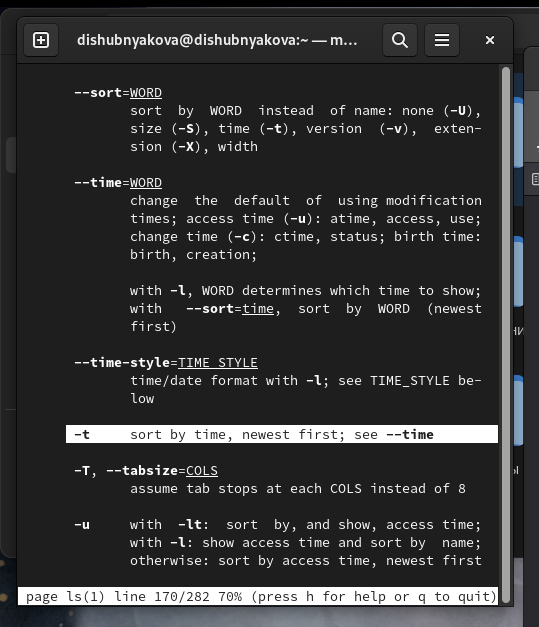 dishubnyakova@dishubnyakova:~ — m...
--sort=WORD
sort by WORD instead of name: none (-U),
size (-S), time (-t), version (-v), exten-
sion (-X), width
--time=WORD
change the default of using modification
times; access time (-u): atime, access, use;
change time (-c): ctime, status; birth time:
birth, creation;
with -l, WORD determines which time to show;
with --sort=time, sort by WORD (newest
first)
--time-style=TIME_STYLE
time/date format with -l; see TIME_STYLE be-
low
-t sort by time, newest first; see --time
-T, --tabsize=COLS
assume tab stops at each COLS instead of 8
-u with -lt: sort by, and show, access time;
with -l: show access time and sort by name;
otherwise: sort by access time, newest first
page ls(1) line 170/282 70% (press h for help or q to quit)